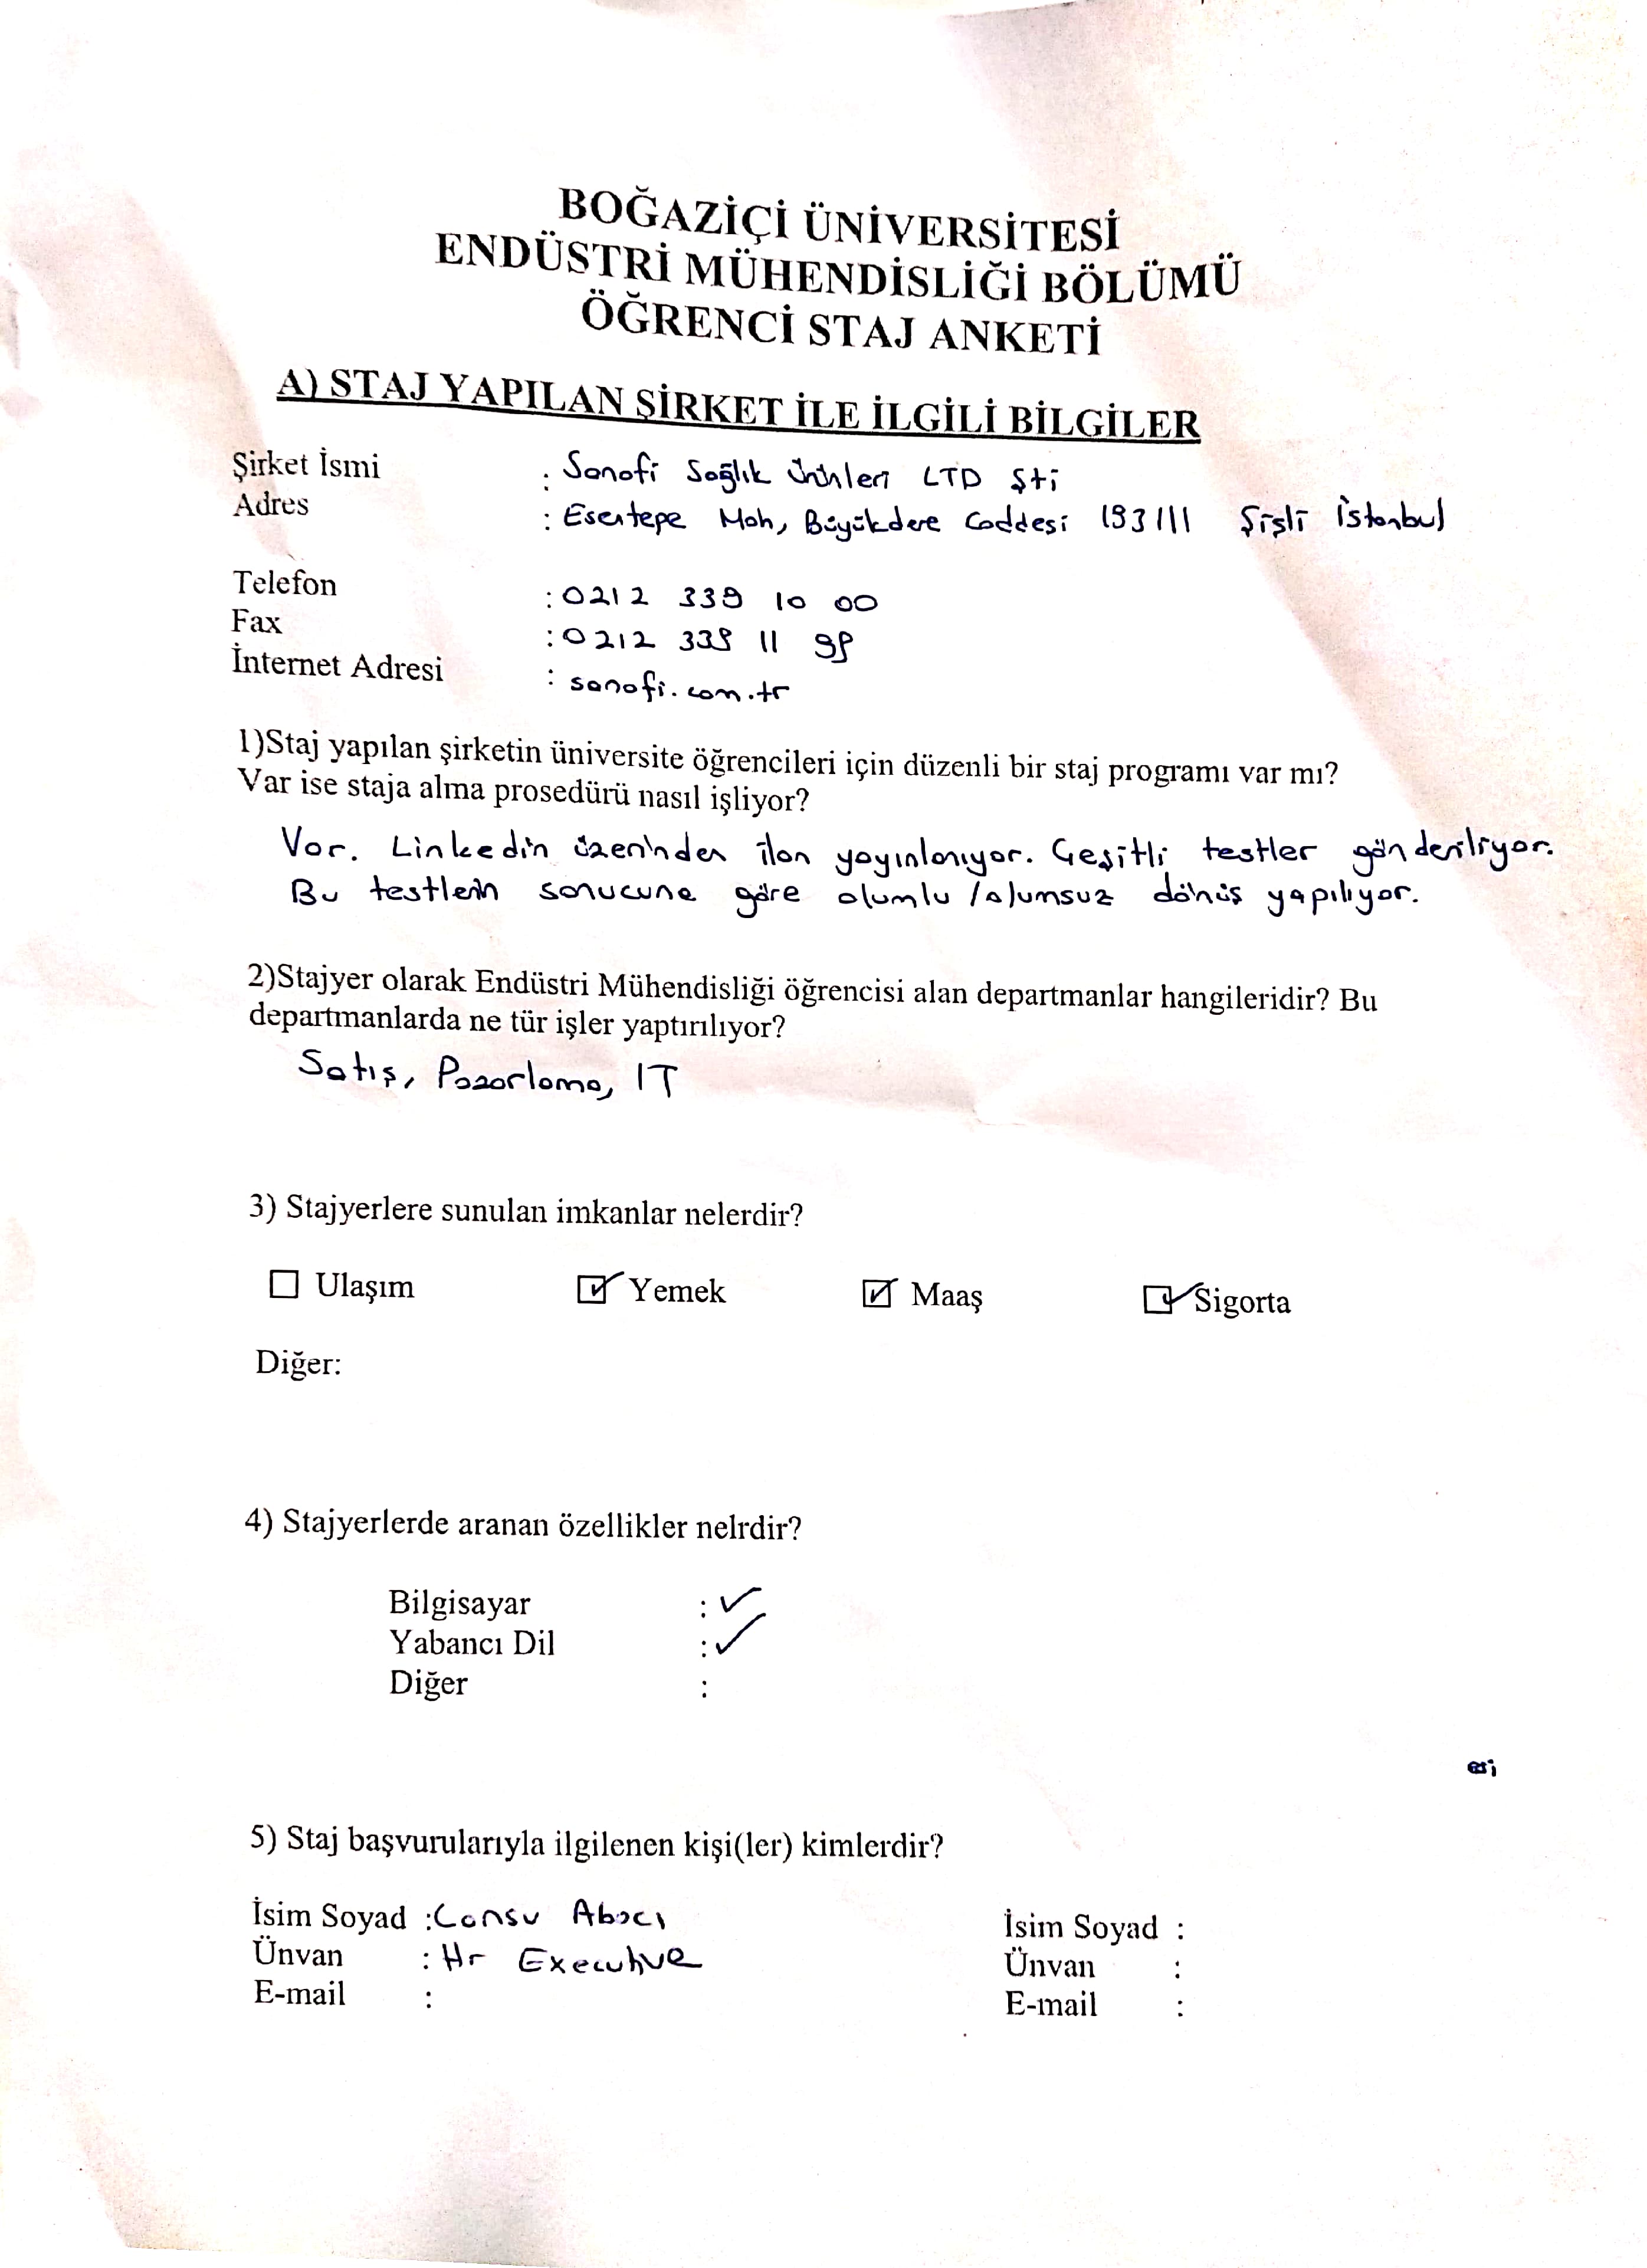 BOĞAZİÇİ ÜNİVERSİTESİ
ENDÜSTRİ MÜHENDİSLİĞİ BÖLÜMÜ
ÖĞRENCİ STAJ ANKETİ
A) STAJ YAPILAN ŞİRKET İLE İLGİLİ BİLGİLER
Şirket İsmi : Sanofi Sağlık Ürünleri LTD Şti
Adres : Esentepe Mah, Büyükdere Caddesi 193111 Şişli İstanbul
Telefon : 0212 339 10 00
Fax : 0212 339 11 99
İnternet Adresi : sanofi.com.tr
1)Staj yapılan şirketin üniversite öğrencileri için düzenli bir staj programı var mı?
Var ise staja alma prosedürü nasıl işliyor?
Var. Linkedin üzerinden ilan yayınlanıyor. Çeşitli testler gönderiliyor.
Bu testlerin sonucuna göre olumlu /olumsuz dönüş yapılıyor.
2)Stajyer olarak Endüstri Mühendisliği öğrencisi alan departmanlar hangileridir? Bu
departmanlarda ne tür işler yaptırılıyor?
Satış, Pazarlama, IT
3) Stajyerlere sunulan imkanlar nelerdir?
Ulaşım Yemek Maaş Sigorta
Diğer:
4) Stajyerlerde aranan özellikler nelrdir?
Bilgisayar : ✓
Yabancı Dil : ✓
Diğer :
5) Staj başvurularıyla ilgilenen kişi(ler) kimlerdir?
İsim Soyad : Cansu Abacı İsim Soyad :
Ünvan : Hr Executive Ünvan :
E-mail : E-mail :